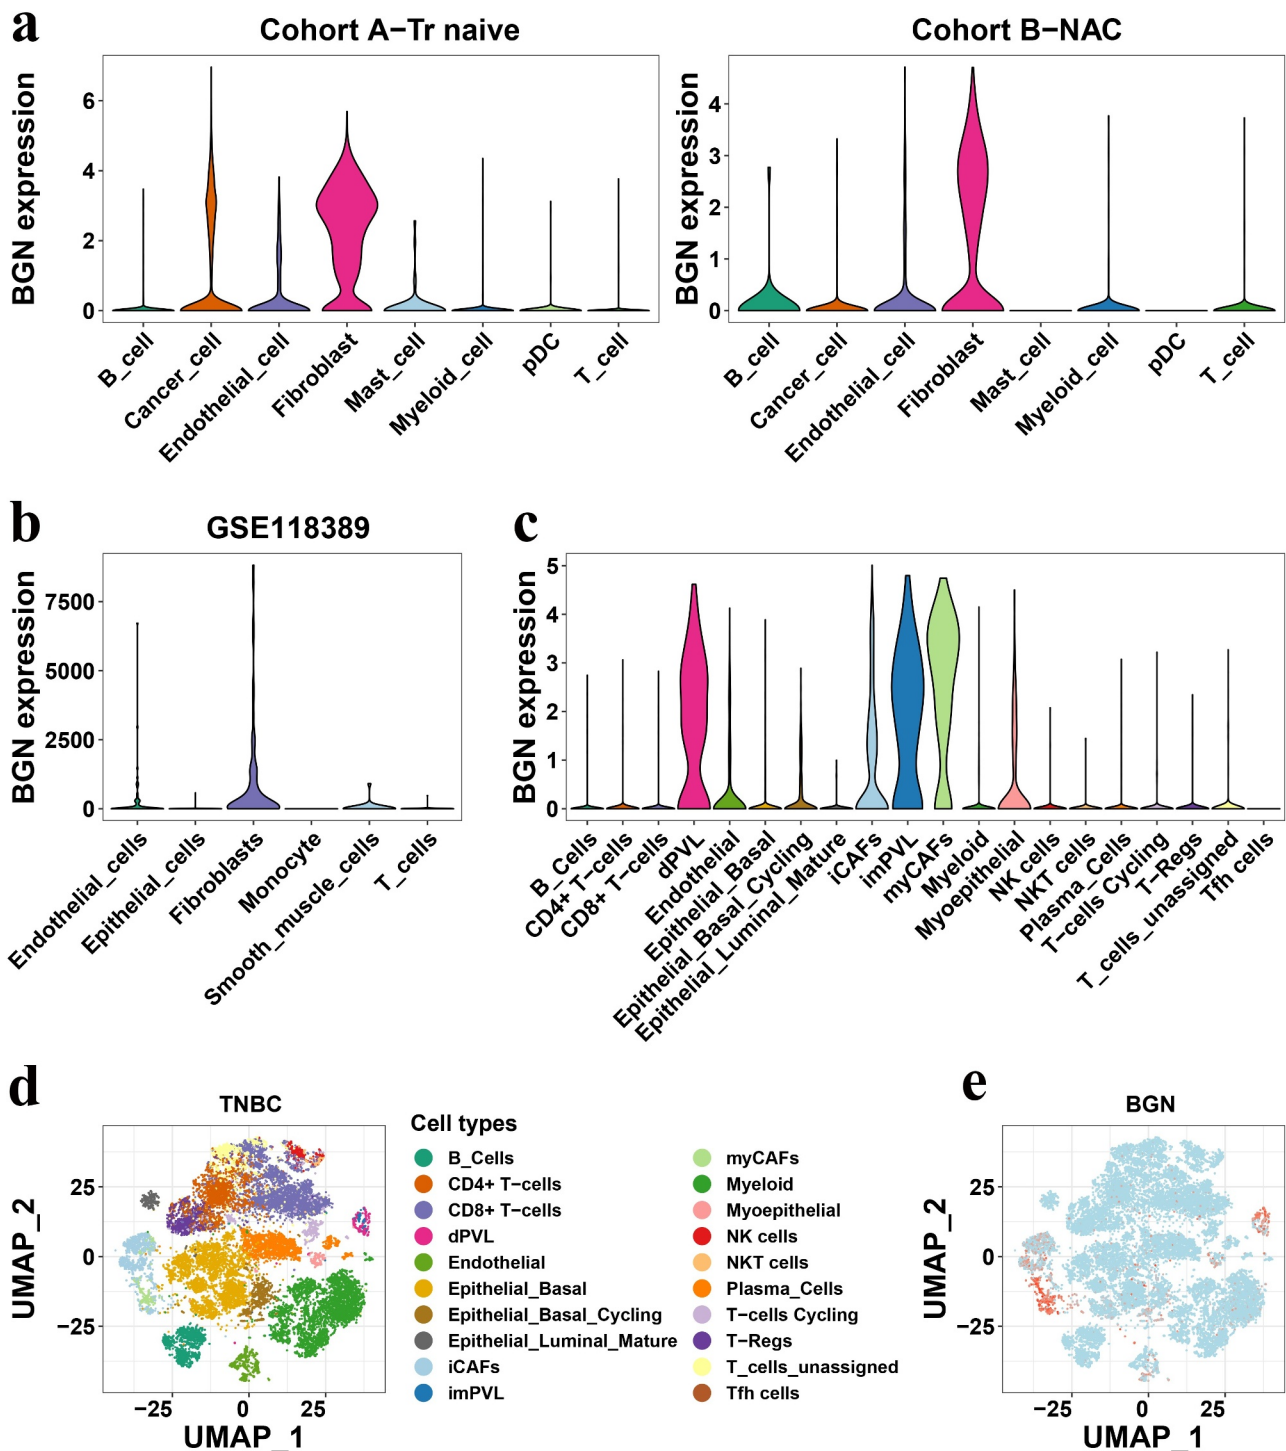 a
Cohort A−Tr naive
BGN expression
6
4
2
0
B_cell
Cancer_cell
Endothelial_cell
Fibroblast
Mast_cell
Myeloid_cell
pDC
T_cell
Cohort B−NAC
BGN expression
4
3
2
1
0
B_cell
Cancer_cell
Endothelial_cell
Fibroblast
Mast_cell
Myeloid_cell
pDC
T_cell
b
GSE118389
BGN expression
7500
5000
2500
0
Endothelial_cells
Epithelial_cells
Fibroblasts
Monocyte
Smooth_muscle_cells
T_cells
c
BGN expression
5
4
3
2
1
0
B_Cells
CD4+ T−cells
CD8+ T−cells
dPVL
Endothelial
Epithelial_Basal
Epithelial_Basal_Cycling
Epithelial_Luminal_Mature
iCAFs
imPVL
myCAFs
Myeloid
Myoepithelial
NK cells
NKT cells
Plasma_Cells
T−cells Cycling
T−Regs
T_cells_unassigned
Tfh cells
d
TNBC
UMAP_2
25
0
−25
−25
0
25
UMAP_1
Cell types
B_Cells
CD4+ T−cells
CD8+ T−cells
dPVL
Endothelial
Epithelial_Basal
Epithelial_Basal_Cycling
Epithelial_Luminal_Mature
iCAFs
imPVL
myCAFs
Myeloid
Myoepithelial
NK cells
NKT cells
Plasma_Cells
T−cells Cycling
T−Regs
T_cells_unassigned
Tfh cells
e
BGN
UMAP_2
25
0
−25
−25
0
25
UMAP_1